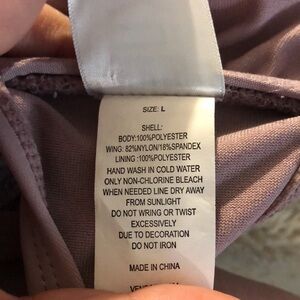 SIZE: L
SHELL:
BODY:100%POLYESTER
WING: 82%NYLON/18%SPANDEX
LINING :100%POLYESTER
HAND WASH IN COLD WATER
ONLY NON-CHLORINE BLEACH
WHEN NEEDED LINE DRY AWAY
FROM SUNLIGHT
DO NOT WRING OR TWIST
EXCESSIVELY
DUE TO DECORATION
DO NOT IRON
MADE IN CHINA